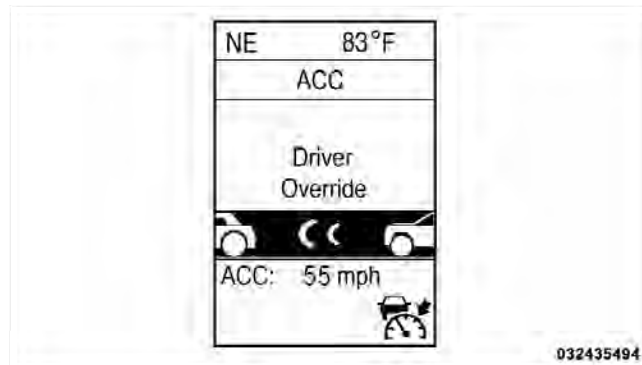 NE 83°F
ACC
Driver
Override
ACC: 55 mph
032435494